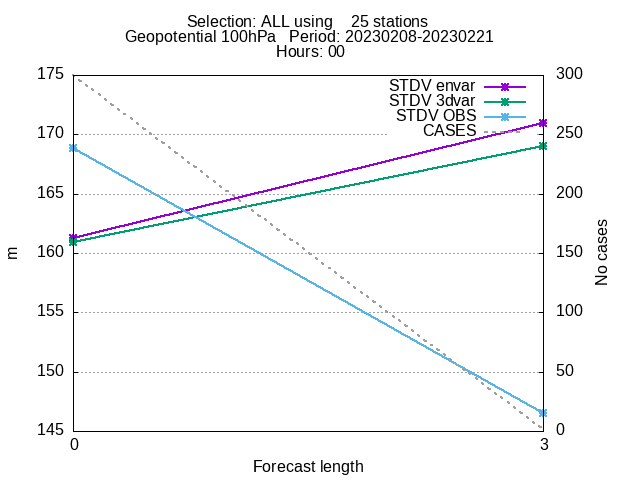 Selection: ALL using    25 stations
Geopotential 100hPa   Period: 20230208-20230221
Hours: 00
175
300
STDV envar
STDV 3dvar
STDV OBS
CASES
170
250
165
200
160
150
155
100
150
50
145
0
m
No cases
0
3
Forecast length